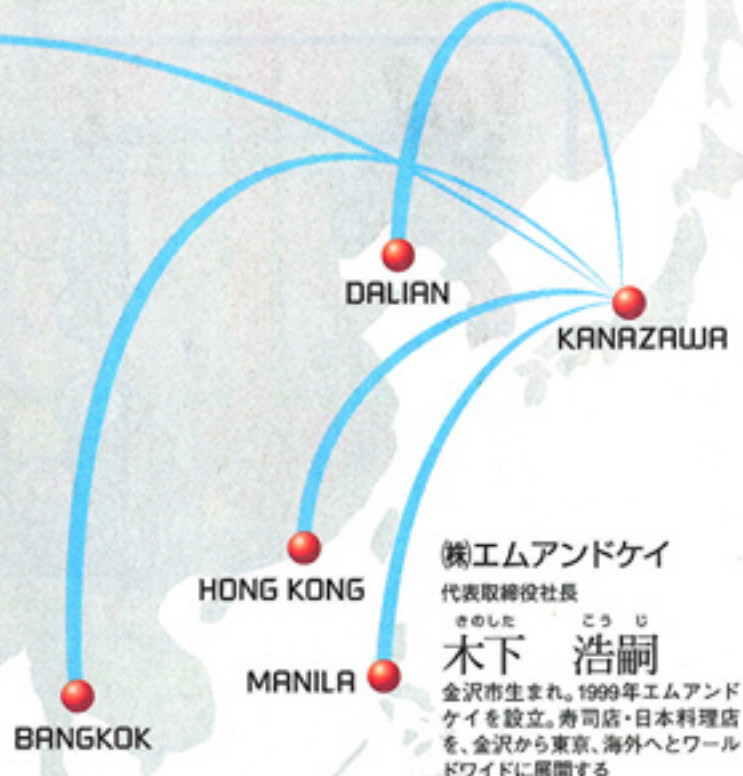 DALIAN
KANAZAWA
HONG KONG
MANILA
BANGKOK
㈱エムアンドケイ
代表取締役社長
きのした こうじ
木下 浩嗣
金沢市生まれ。1999年エムアンド
ケイを設立。寿司店・日本料理店
を、金沢から東京、海外へとワール
ドワイドに展開する